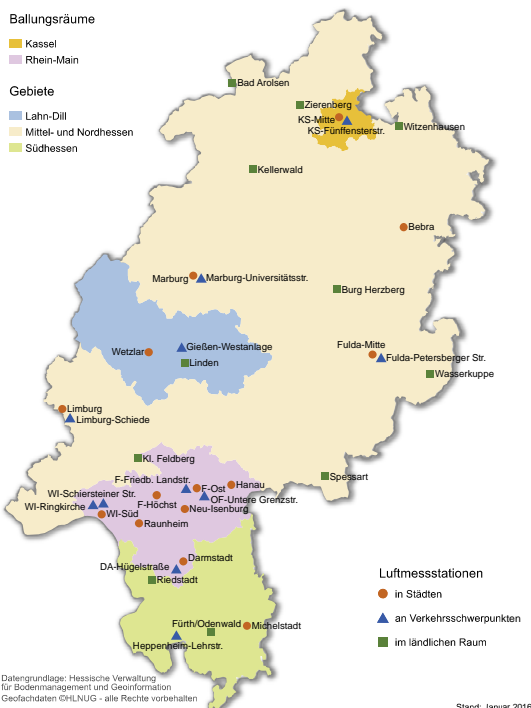 Ballungsräume
Kassel
Rhein-Main
Gebiete
Lahn-Dill
Mittel- und Nordhessen
Südhessen
Bad Arolsen
Zierenberg
KS-Mitte
KS-Fünffensterstr.
Witzenhausen
Kellerwald
Bebra
Marburg
Marburg-Universitätsstr.
Burg Herzberg
Wetzlar
Gießen-Westanlage
Linden
Fulda-Mitte
Fulda-Petersberger Str.
Wasserkuppe
Limburg
Limburg-Schiede
Kl. Feldberg
Spessart
F-Friedb. Landstr.
F-Ost
Hanau
WI-Schiersteiner Str.
OF-Untere Grenzstr.
WI-Ringkirche
F-Höchst
Neu-Isenburg
WI-Süd
Raunheim
Darmstadt
DA-Hügelstraße
Riedstadt
Fürth/Odenwald
Michelstadt
Heppenheim-Lehrstr.
Luftmessstationen
in Städten
an Verkehrsschwerpunkten
im ländlichen Raum
Datengrundlage: Hessische Verwaltung
für Bodenmanagement und Geoinformation
Geofachdaten ©HLNUG - alle Rechte vorbehalten
Stand: Januar 2016